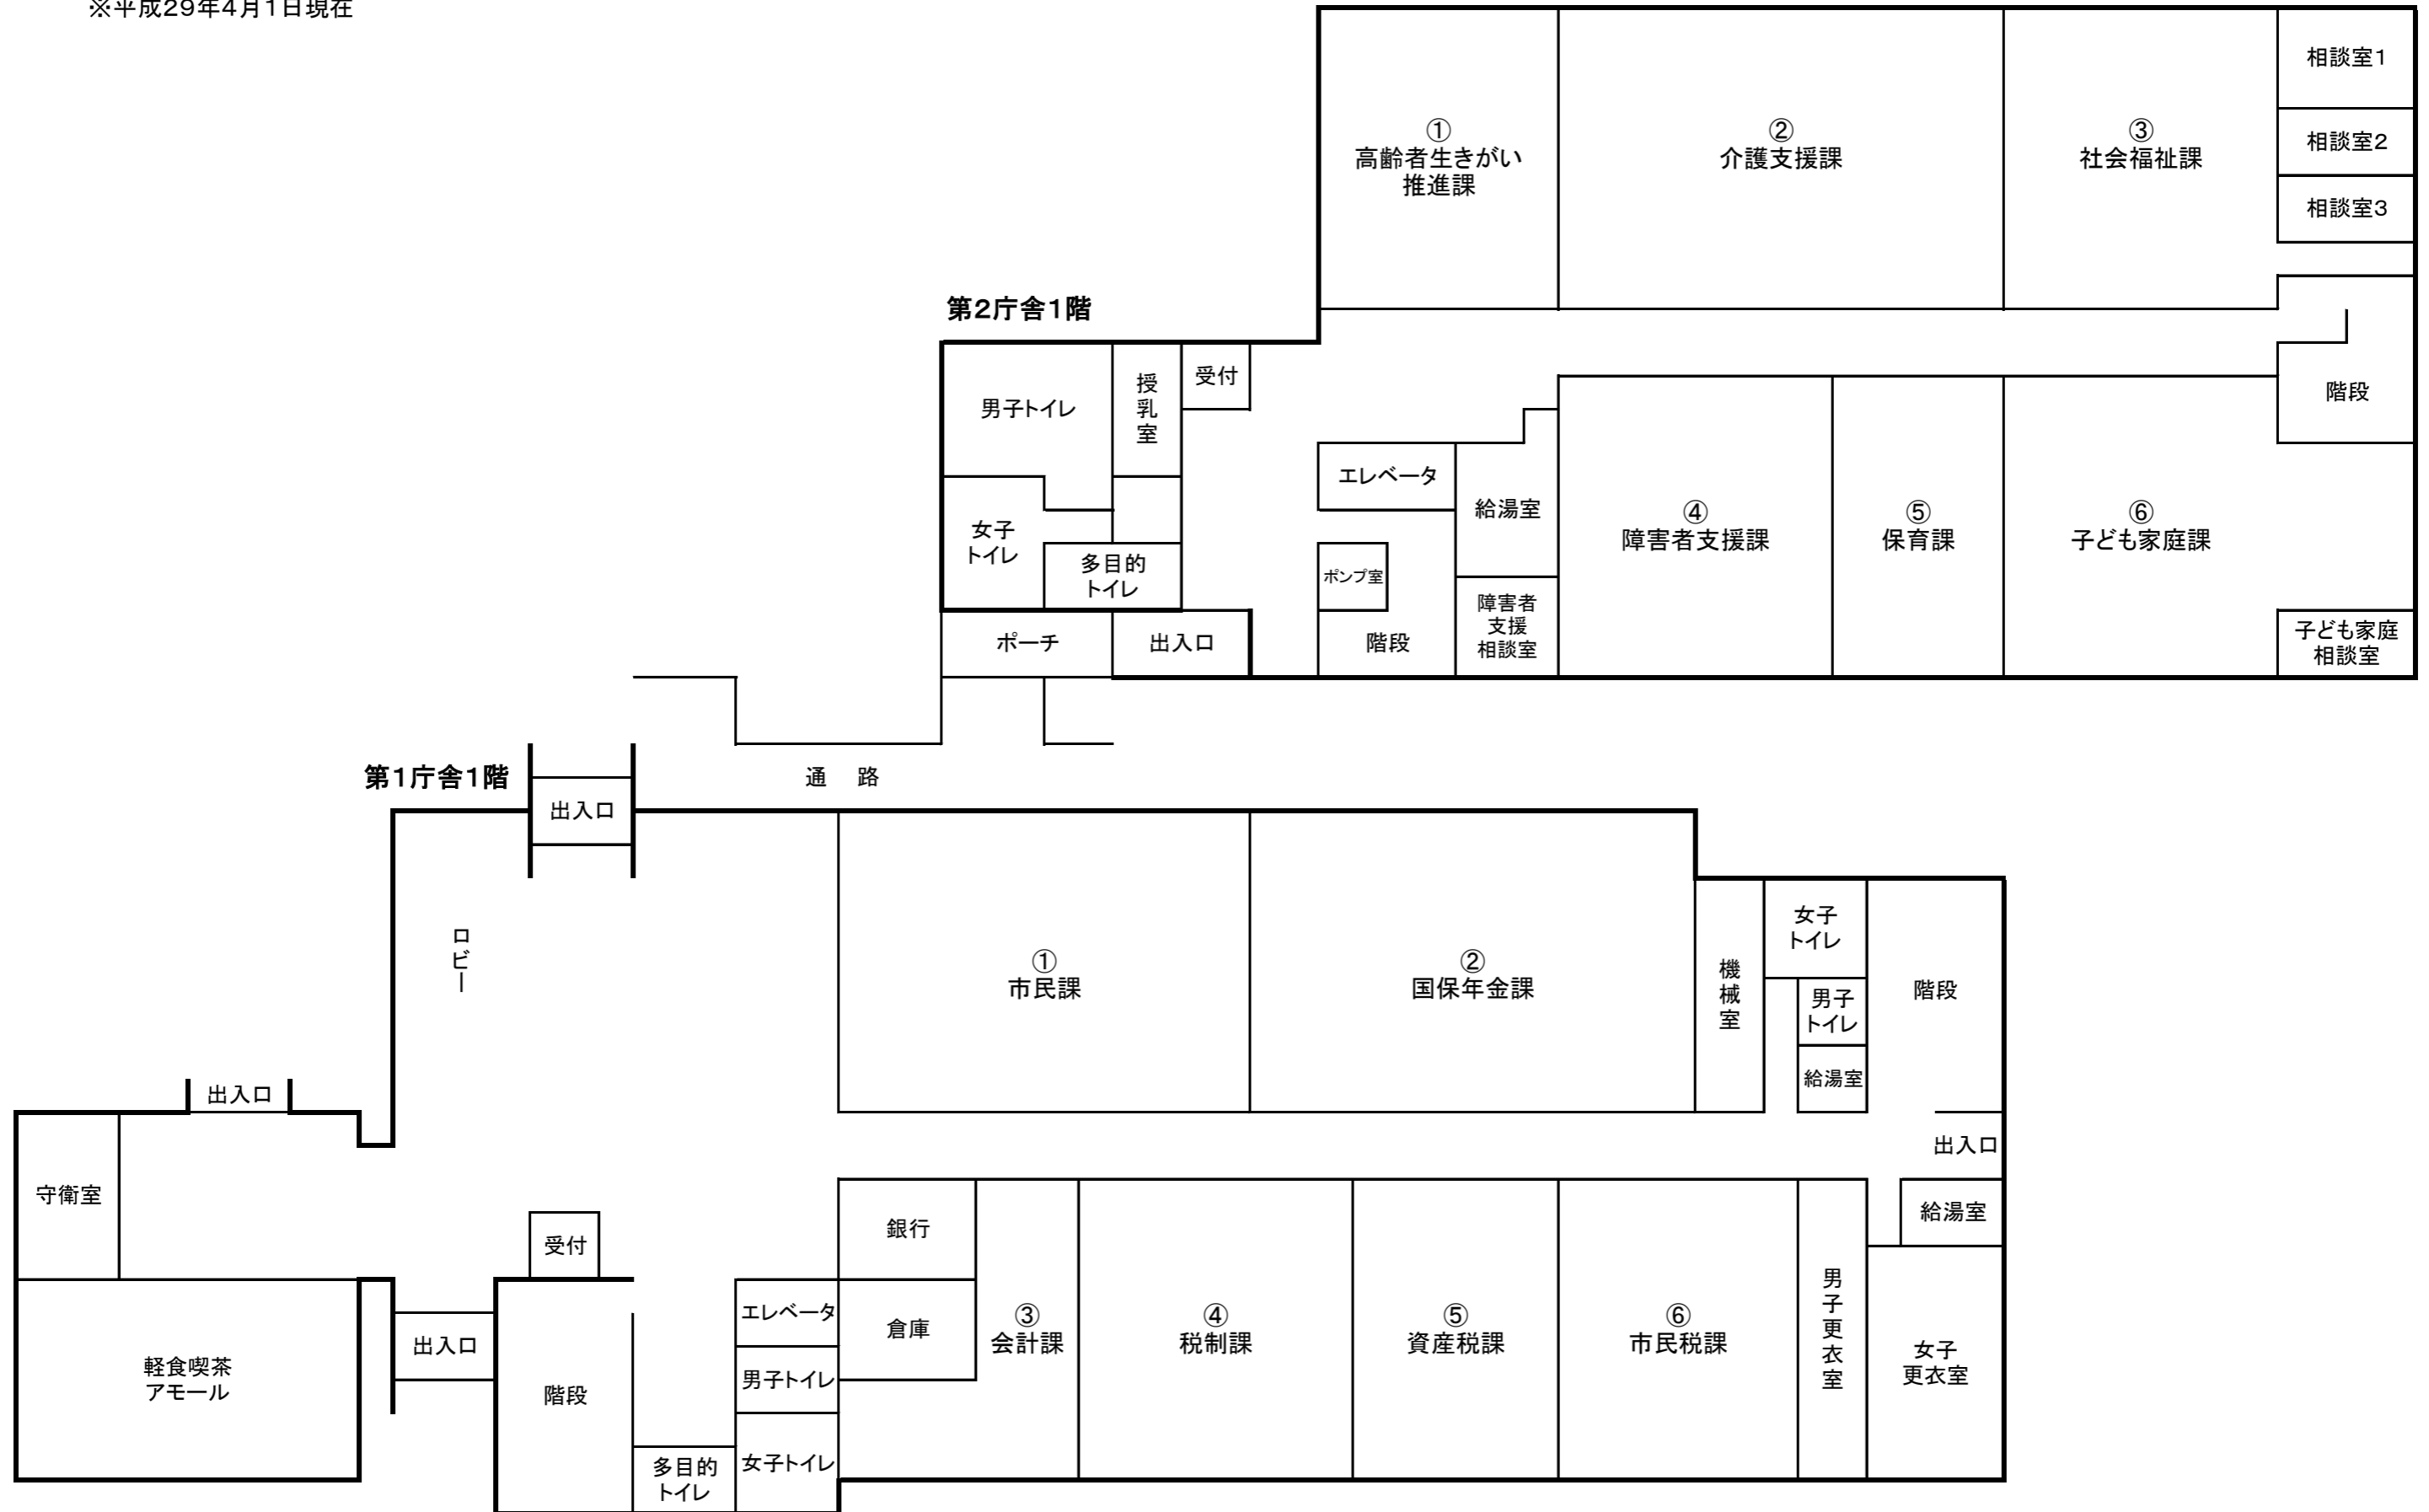 ※平成29年4月1日現在
相談室1
①
高齢者生きがい
推進課
②
介護支援課
③
社会福祉課
相談室2
相談室3
第2庁舎1階
男子トイレ
授乳室
受付
階段
エレベータ
給湯室
④
障害者支援課
⑤
保育課
⑥
子ども家庭課
女子
トイレ
多目的
トイレ
ポンプ室
障害者
支援
相談室
ポーチ
出入口
階段
子ども家庭
相談室
第1庁舎1階
出入口
通 路
ロビー
①
市民課
②
国保年金課
機械室
女子
トイレ
男子
トイレ
給湯室
階段
出入口
出入口
守衛室
受付
銀行
給湯室
エレベータ
倉庫
③
会計課
④
税制課
⑤
資産税課
⑥
市民税課
男子更衣室
女子
更衣室
軽食喫茶
アモール
出入口
階段
男子トイレ
女子トイレ
多目的
トイレ